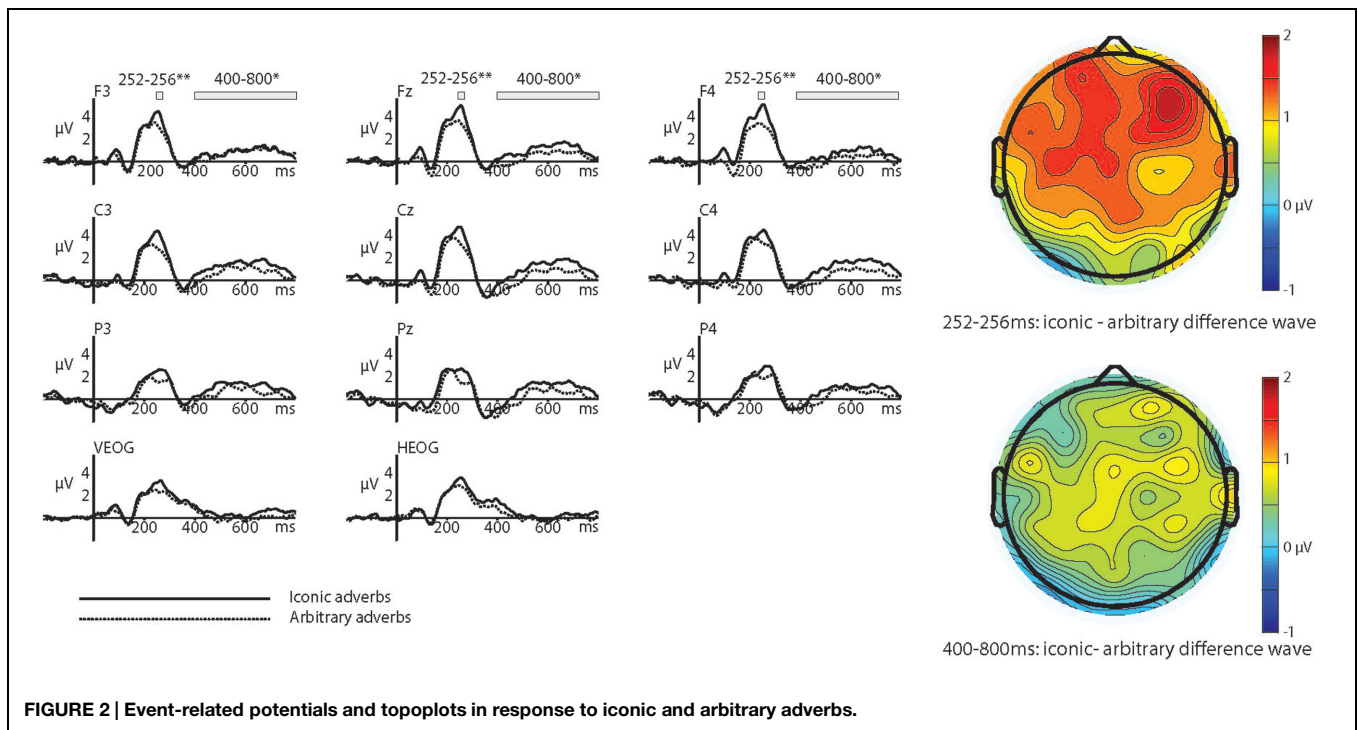 252-256** 400-800* 252-256** 400-800* 252-256** 400-800*
F3 Fz F4
4 4 4
μV μV μV
2 2 2
200 400 600 ms 200 400 600 ms 200 400 600 ms
C3 Cz C4
μV 4 μV 4 μV 4
2 2 2
200 600 ms 200 600 ms 200 400 600 ms
P3 Pz P4
4 4 4
μV μV μV
2 2 2
200 400 600 ms 200 400 600 ms 200 400 600 ms
VEOG HEOG
4 4
μV μV
2 2
200 400 600 ms 200 400 600 ms
Iconic adverbs
Arbitrary adverbs
2
1
0 μV
-1
252-256ms: iconic - arbitrary difference wave
2
1
0 μV
-1
400-800ms: iconic- arbitrary difference wave
FIGURE 2 | Event-related potentials and topoplots in response to iconic and arbitrary adverbs.